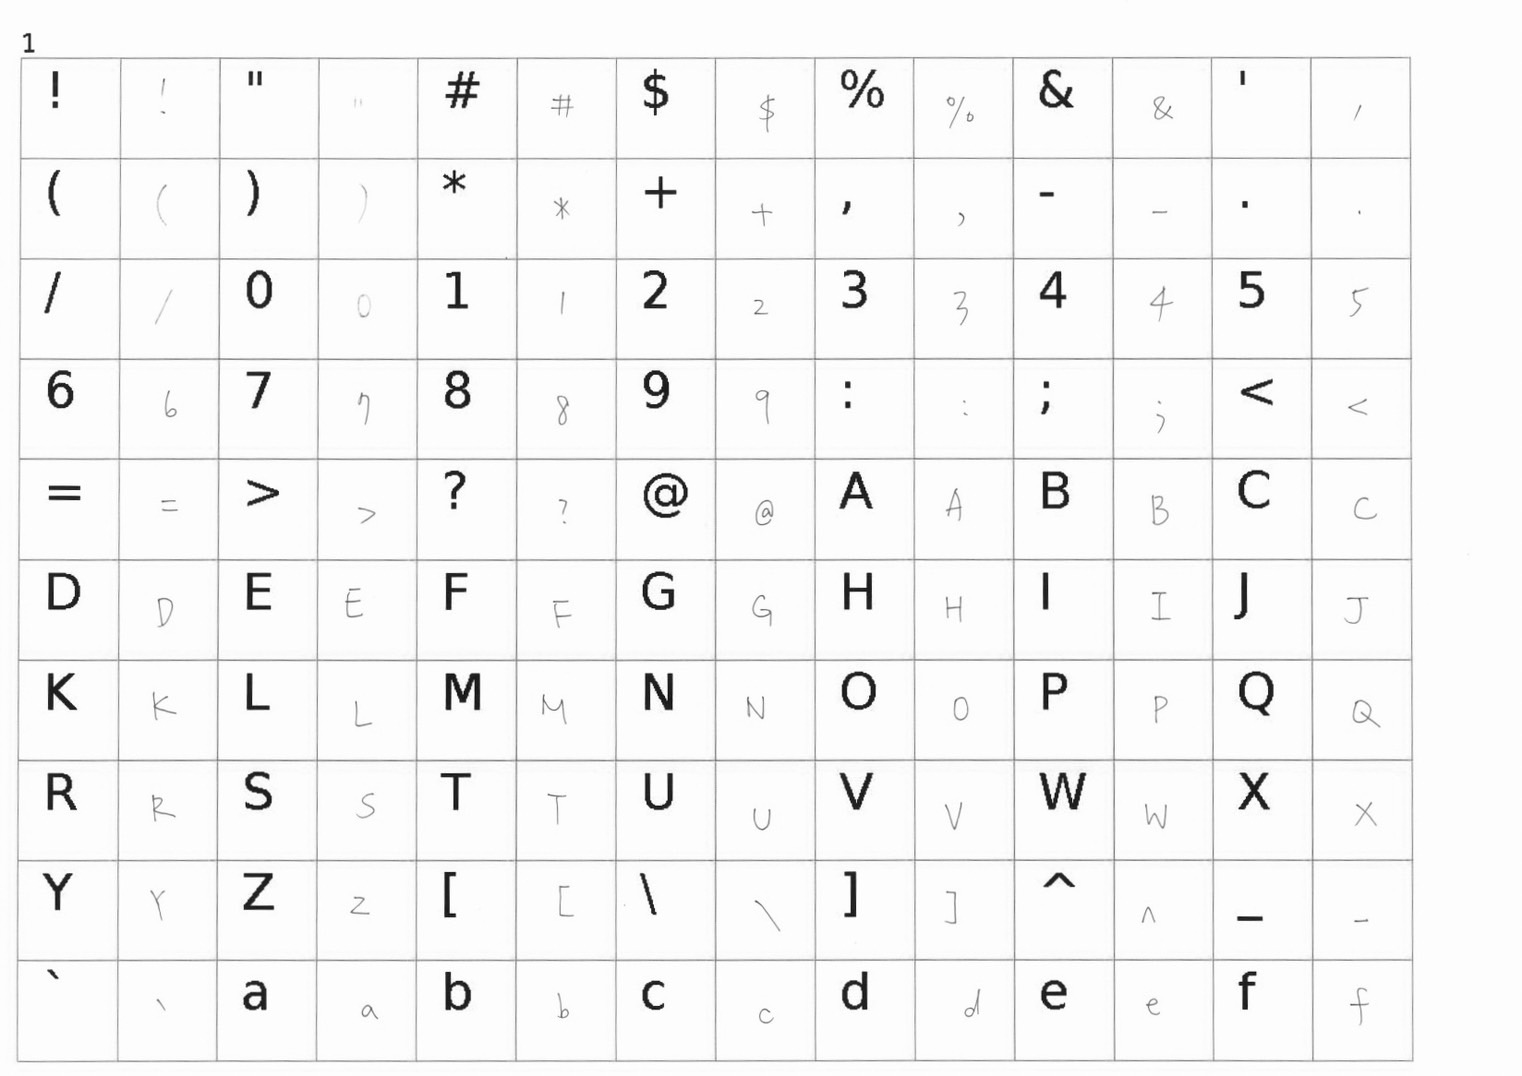 1
! ! " " # # $ $ % % & & ' '
( ( ) ) * * + + , , - - . .
/ / 0 0 1 1 2 2 3 3 4 4 5 5
6 6 7 7 8 8 9 9 : : ; ; < <
= = > > ? ? @ @ A A B B C C
D D E E F F G G H H I I J J
K K L L M M N N O O P P Q Q
R R S S T T U U V V W W X X
Y Y Z Z [ [ \ \ ] ] ^ ^ _ _
` ` a a b b c c d d e e f f